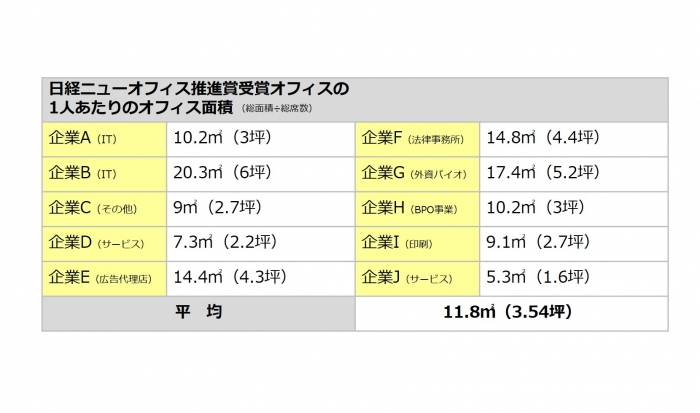 日経ニューオフィス推進賞受賞オフィスの
1人あたりのオフィス面積（総面積÷総席数）
企業A（IT） 10.2㎡（3坪） 企業F（法律事務所） 14.8㎡（4.4坪）
企業B（IT） 20.3㎡（6坪） 企業G（外資バイオ） 17.4㎡（5.2坪）
企業C（その他） 9㎡（2.7坪） 企業H（BPO事業） 10.2㎡（3坪）
企業D（サービス） 7.3㎡（2.2坪） 企業I（印刷） 9.1㎡（2.7坪）
企業E（広告代理店） 14.4㎡（4.3坪） 企業J（サービス） 5.3㎡（1.6坪）
平　均 11.8㎡（3.54坪）